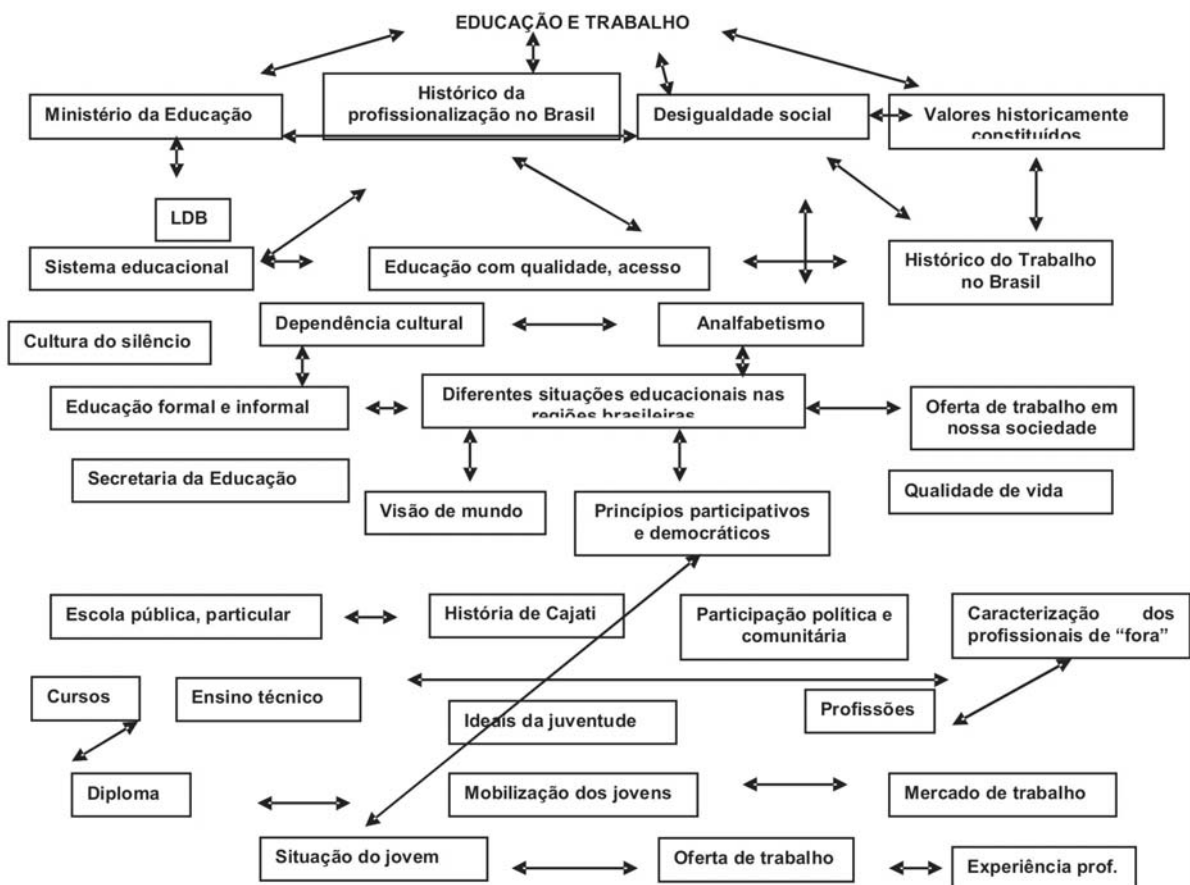 EDUCAÇÃO E TRABALHO
Ministério da Educação
Histórico da
profissionalização no Brasil
Desigualdade social
Valores historicamente
constituídos
LDB
Sistema educacional
Educação com qualidade, acesso
Histórico do Trabalho
no Brasil
Dependência cultural
Analfabetismo
Cultura do silêncio
Educação formal e informal
Diferentes situações educacionais nas
regiões brasileiras
Oferta de trabalho em
nossa sociedade
Secretaria da Educação
Qualidade de vida
Visão de mundo
Princípios participativos
e democráticos
Escola pública, particular
História de Cajati
Participação política e
comunitária
Caracterização dos
profissionais de “fora”
Cursos
Ensino técnico
Ideais da juventude
Profissões
Diploma
Mobilização dos jovens
Mercado de trabalho
Situação do jovem
Oferta de trabalho
Experiência prof.